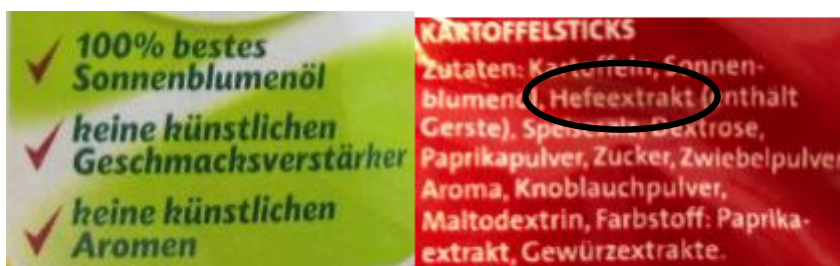 100% bestes
Sonnenblumenöl
keine künstlichen
Geschmacksverstärker
keine künstlichen
Aromen
KARTOFFELSTICKS
Zutaten: Kartoffeln, Sonnen-
blumenöl, Hefeextrakt (enthält
Gerste), Speisesalz, Dextrose,
Paprikapulver, Zucker, Zwiebelpulver
Aroma, Knoblauchpulver,
Maltodextrin, Farbstoff: Paprika-
extrakt, Gewürzextrakte.